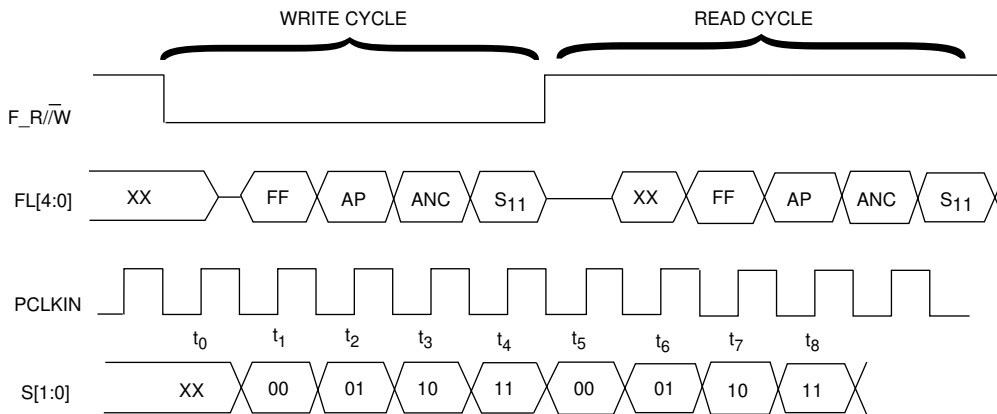 WRITE CYCLE READ CYCLE
F_R//W̅
FL[4:0] XX FF AP ANC S11 XX FF AP ANC S11
PCLKIN
t0 t1 t2 t3 t4 t5 t6 t7 t8
S[1:0] XX 00 01 10 11 00 01 10 11